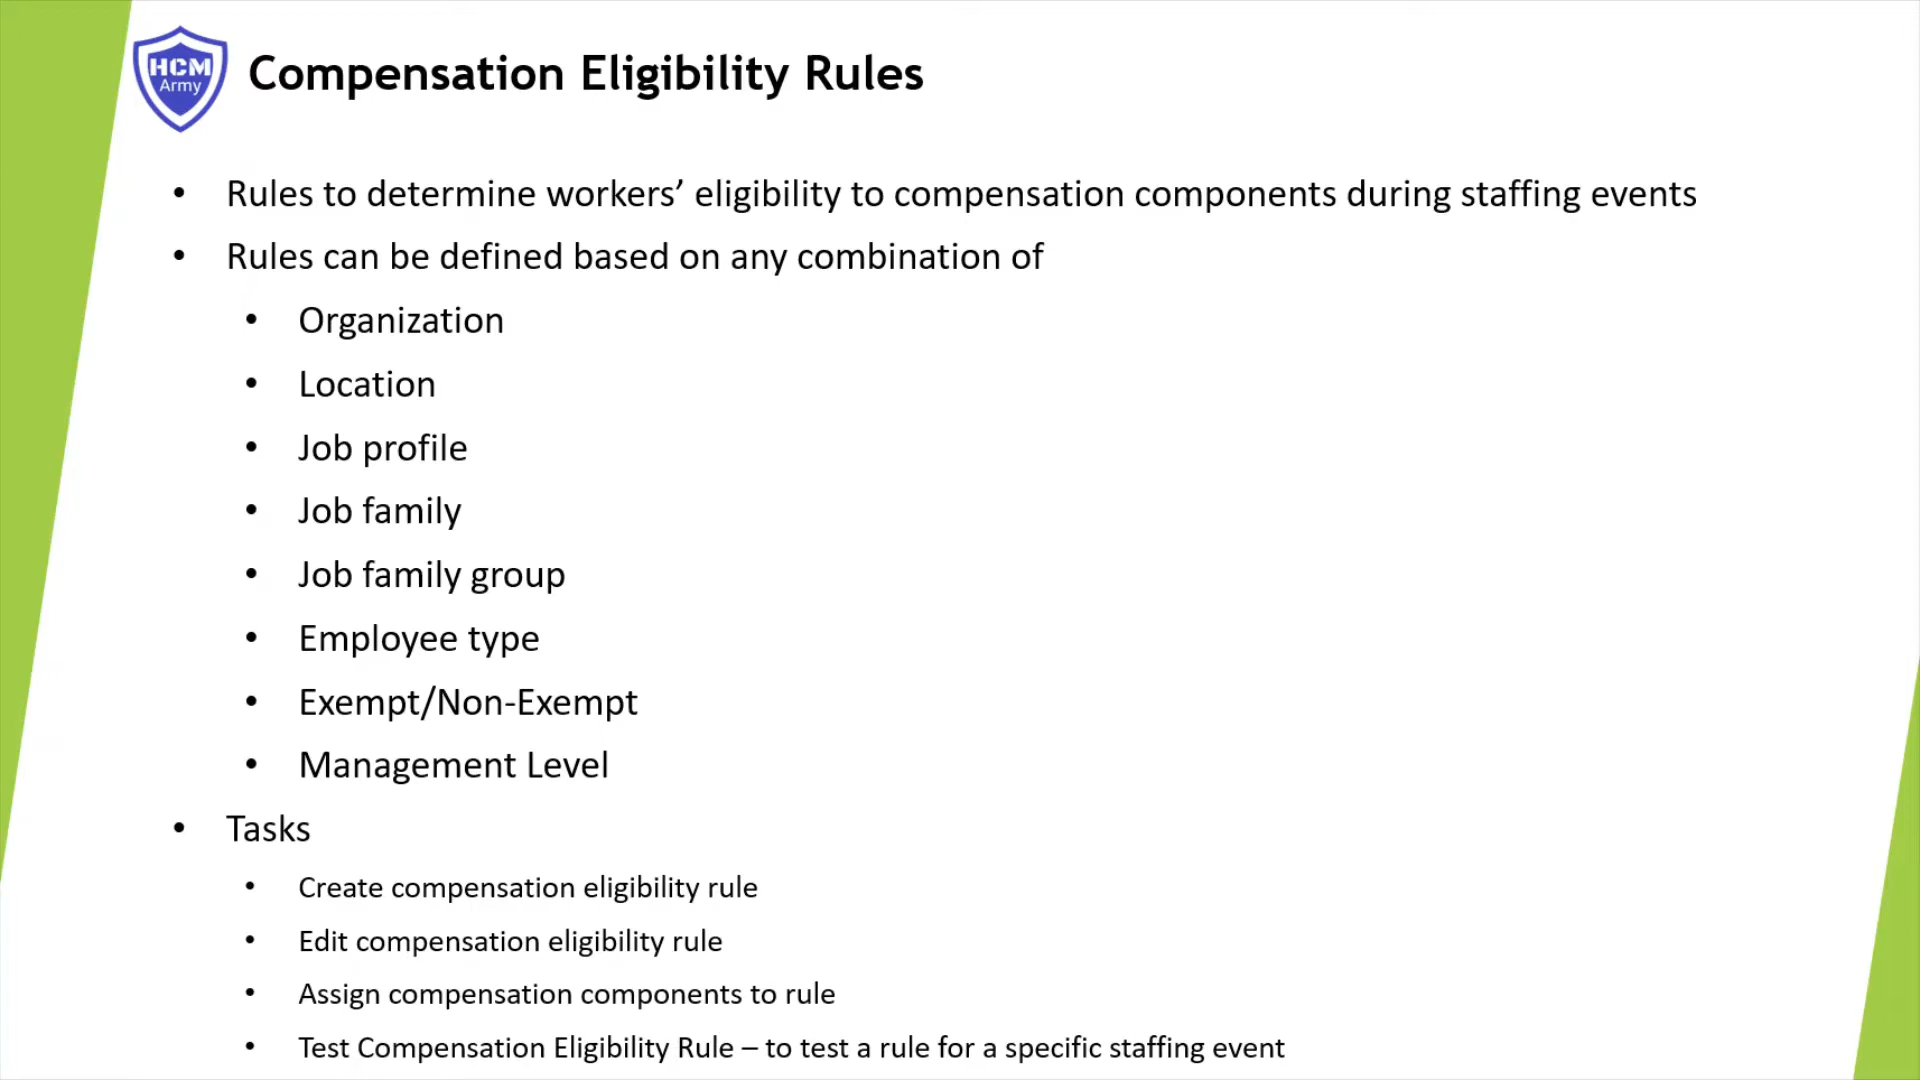 HCM
Army
Compensation Eligibility Rules
• Rules to determine workers’ eligibility to compensation components during staffing events
• Rules can be defined based on any combination of
• Organization
• Location
• Job profile
• Job family
• Job family group
• Employee type
• Exempt/Non-Exempt
• Management Level
• Tasks
• Create compensation eligibility rule
• Edit compensation eligibility rule
• Assign compensation components to rule
• Test Compensation Eligibility Rule – to test a rule for a specific staffing event